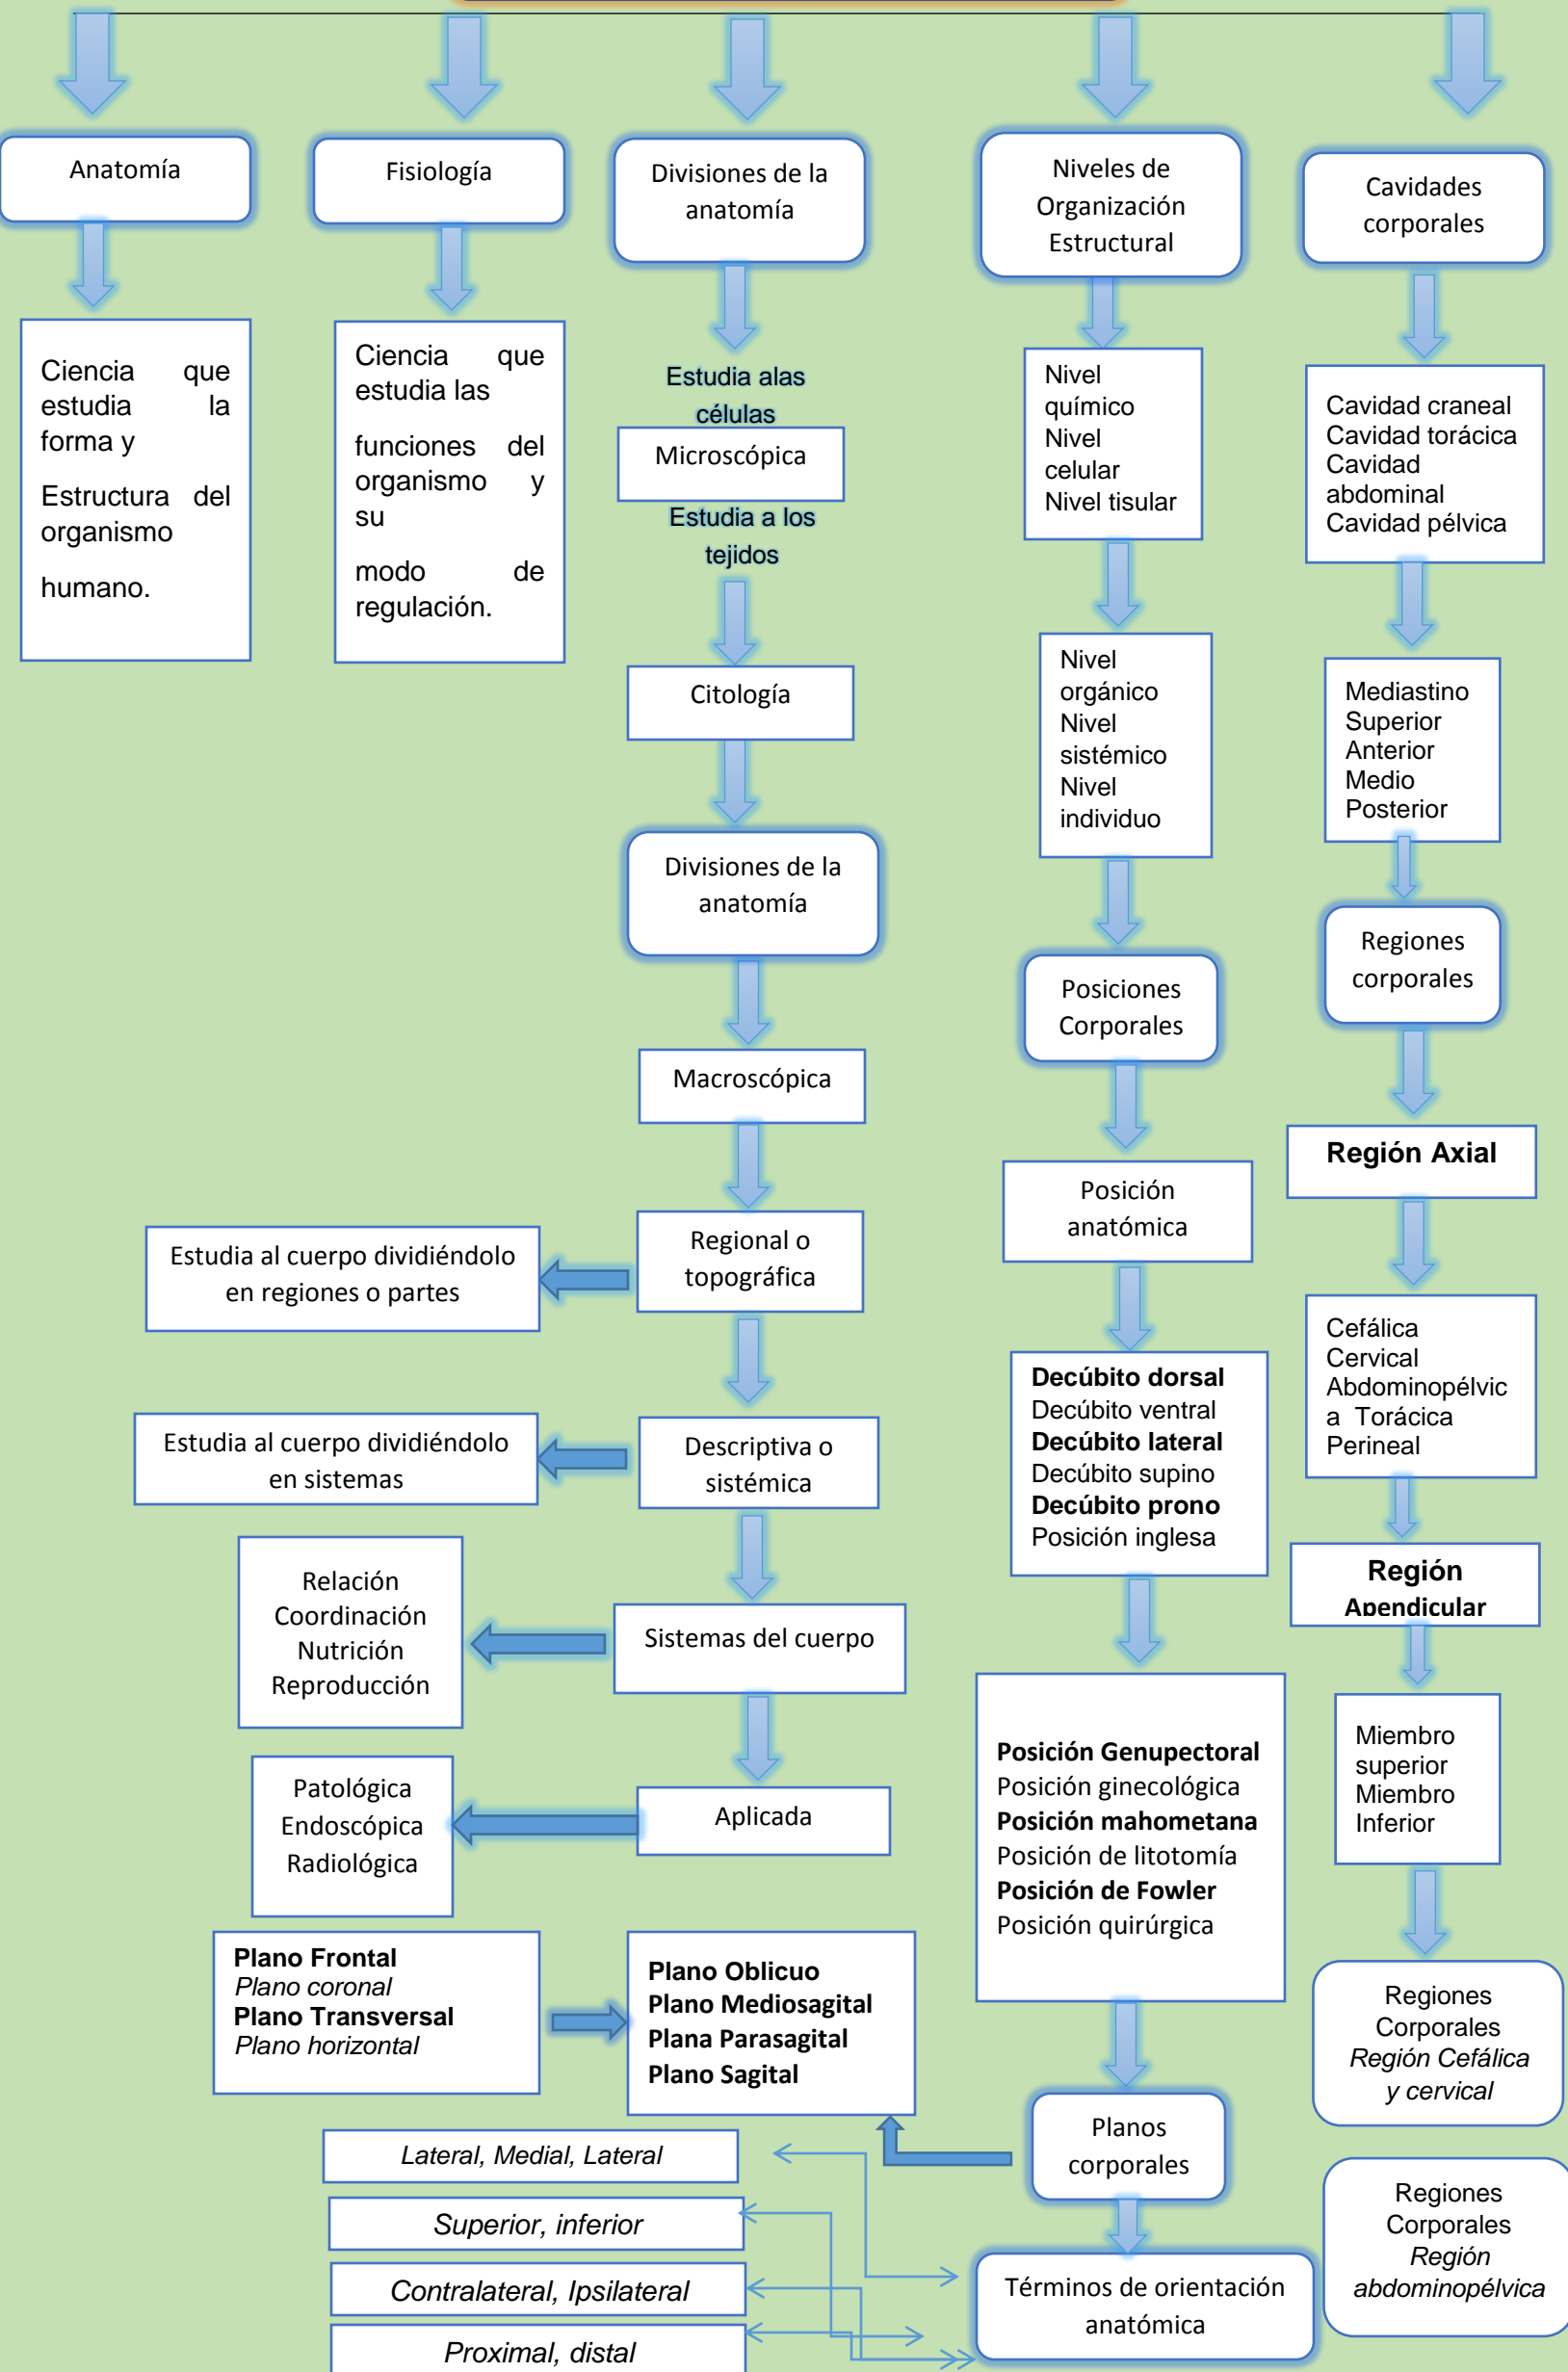 Anatomía
Ciencia que
estudia la
forma y
Estructura del
organismo
humano.
Fisiología
Ciencia que
estudia las
funciones del
organismo y
su
modo de
regulación.
Divisiones de la
anatomía
Estudia alas
células
Microscópica
Estudia a los
tejidos
Citología
Divisiones de la
anatomía
Macroscópica
Regional o
topográfica
Estudia al cuerpo dividiéndolo
en regiones o partes
Descriptiva o
sistémica
Estudia al cuerpo dividiéndolo
en sistemas
Sistemas del cuerpo
Relación
Coordinación
Nutrición
Reproducción
Aplicada
Patológica
Endoscópica
Radiológica
Niveles de
Organización
Estructural
Nivel
químico
Nivel
celular
Nivel tisular
Nivel
orgánico
Nivel
sistémico
Nivel
individuo
Posiciones
Corporales
Posición
anatómica
Decúbito dorsal
Decúbito ventral
Decúbito lateral
Decúbito supino
Decúbito prono
Posición inglesa
Posición Genupectoral
Posición ginecológica
Posición mahometana
Posición de litotomía
Posición de Fowler
Posición quirúrgica
Planos
corporales
Plano Oblicuo
Plano Mediosagital
Plana Parasagital
Plano Sagital
Plano Frontal
Plano coronal
Plano Transversal
Plano horizontal
Términos de orientación
anatómica
Lateral, Medial, Lateral
Superior, inferior
Contralateral, Ipsilateral
Proximal, distal
Cavidades
corporales
Cavidad craneal
Cavidad torácica
Cavidad
abdominal
Cavidad pélvica
Mediastino
Superior
Anterior
Medio
Posterior
Regiones
corporales
Región Axial
Cefálica
Cervical
Abdominopélvic
a Torácica
Perineal
Región
Apendicular
Miembro
superior
Miembro
Inferior
Regiones
Corporales
Región Cefálica
y cervical
Regiones
Corporales
Región
abdominopélvica